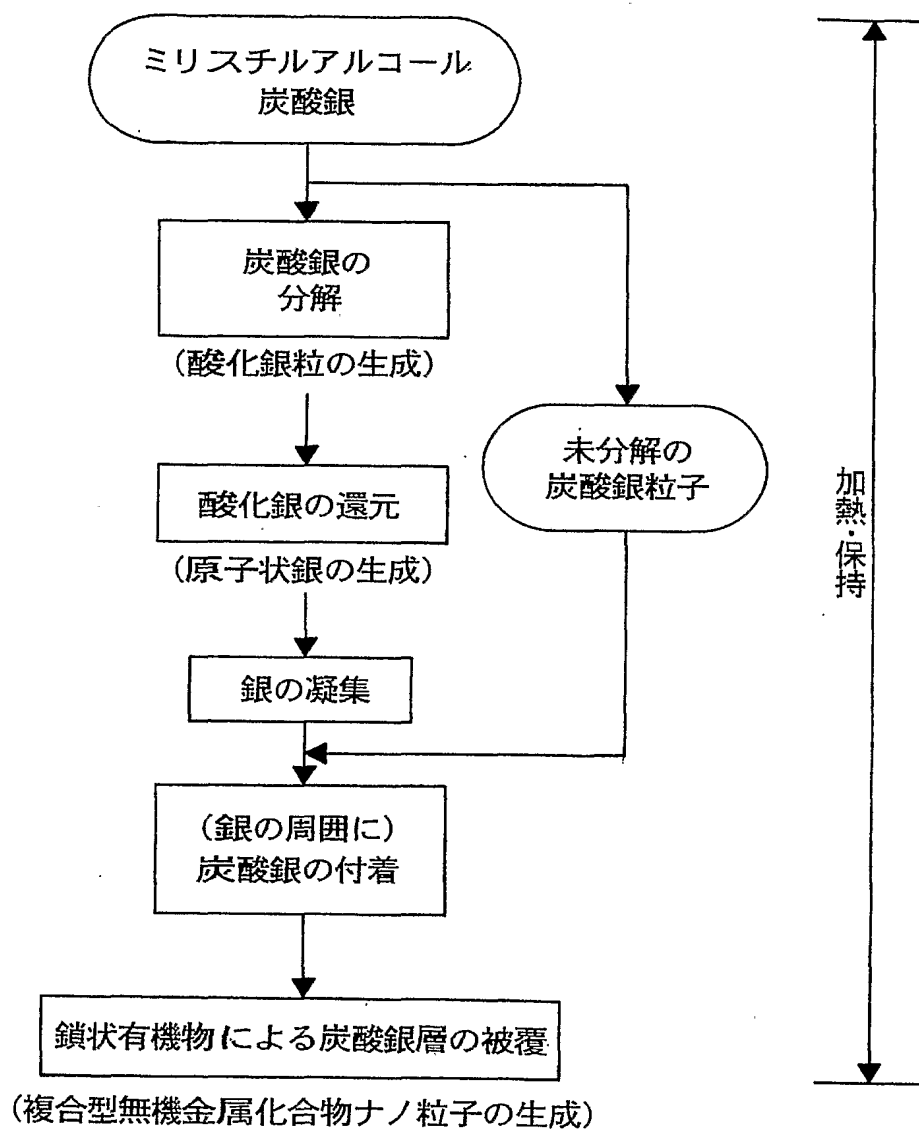 ミリスチルアルコール
炭酸銀
炭酸銀の
分解
(酸化銀粒の生成)
未分解の
炭酸銀粒子
酸化銀の還元
(原子状銀の生成)
銀の凝集
(銀の周囲に)
炭酸銀の付着
鎖状有機物による炭酸銀層の被覆
(複合型無機金属化合物ナノ粒子の生成)
加熱・保持